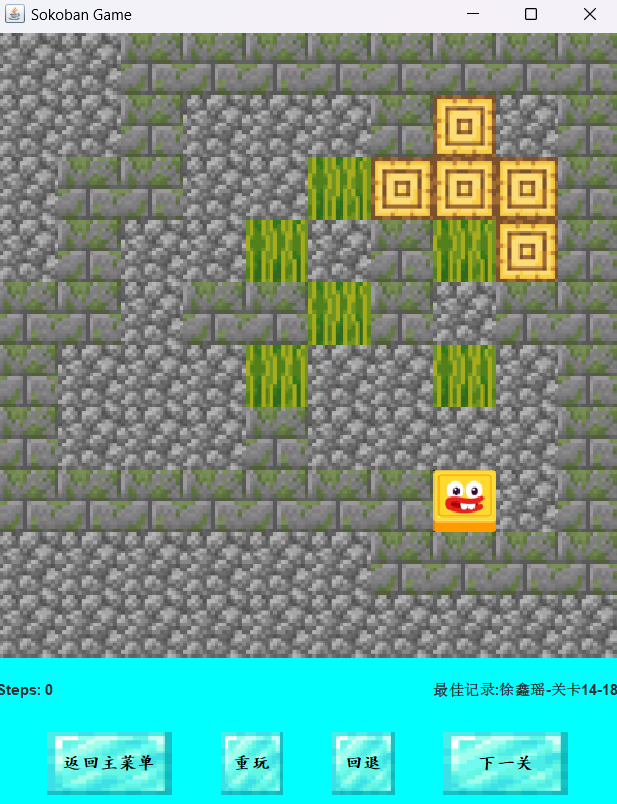 Sokoban Game
Steps: 0
最佳记录:徐鑫瑶-关卡14-18
返回主菜单
重玩
回退
下一关